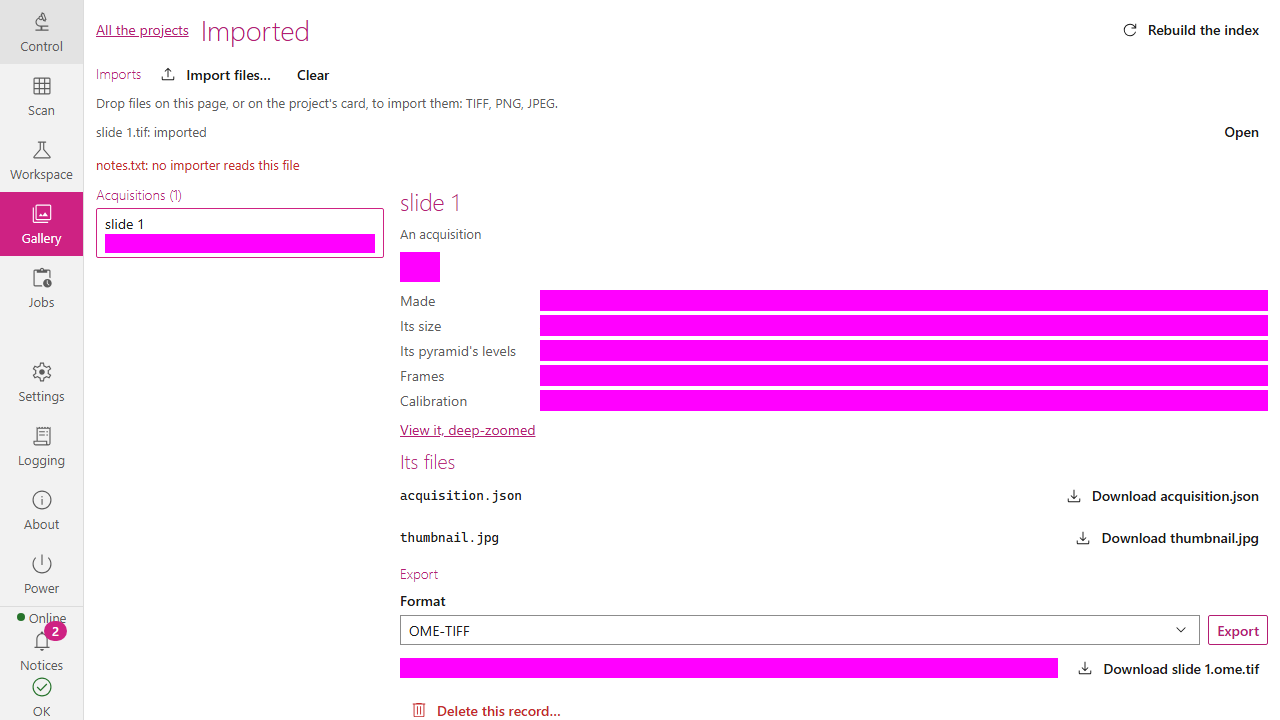 Control
Scan
Workspace
Gallery
Jobs
Settings
Logging
About
Power
Online
2
Notices
OK
All the projects
Imported
Rebuild the index
Imports
Import files...
Clear
Drop files on this page, or on the project's card, to import them: TIFF, PNG, JPEG.
slide 1.tif: imported
Open
notes.txt: no importer reads this file
Acquisitions (1)
slide 1
slide 1
An acquisition
Made
Its size
Its pyramid's levels
Frames
Calibration
View it, deep-zoomed
Its files
acquisition.json
Download acquisition.json
thumbnail.jpg
Download thumbnail.jpg
Export
Format
OME-TIFF
Export
Download slide 1.ome.tif
Delete this record...